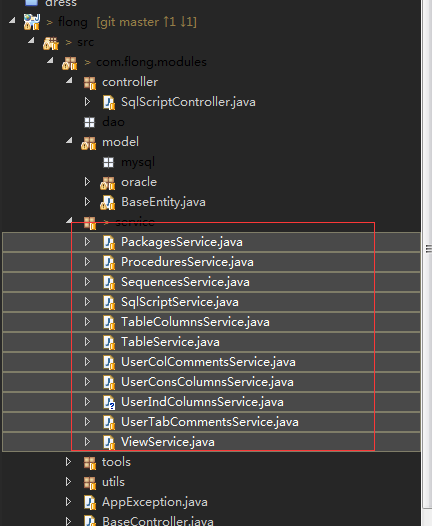 dress
> flong [git master ↑1 ↓1]
> src
> com.flong.modules
controller
SqlScriptController.java
dao
model
mysql
oracle
BaseEntity.java
> service
PackagesService.java
ProceduresService.java
SequencesService.java
SqlScriptService.java
TableColumnsService.java
TableService.java
UserColCommentsService.java
UserConsColumnsService.java
UserIndColumnsService.java
UserTabCommentsService.java
ViewService.java
tools
utils
AppException.java
BaseController.java